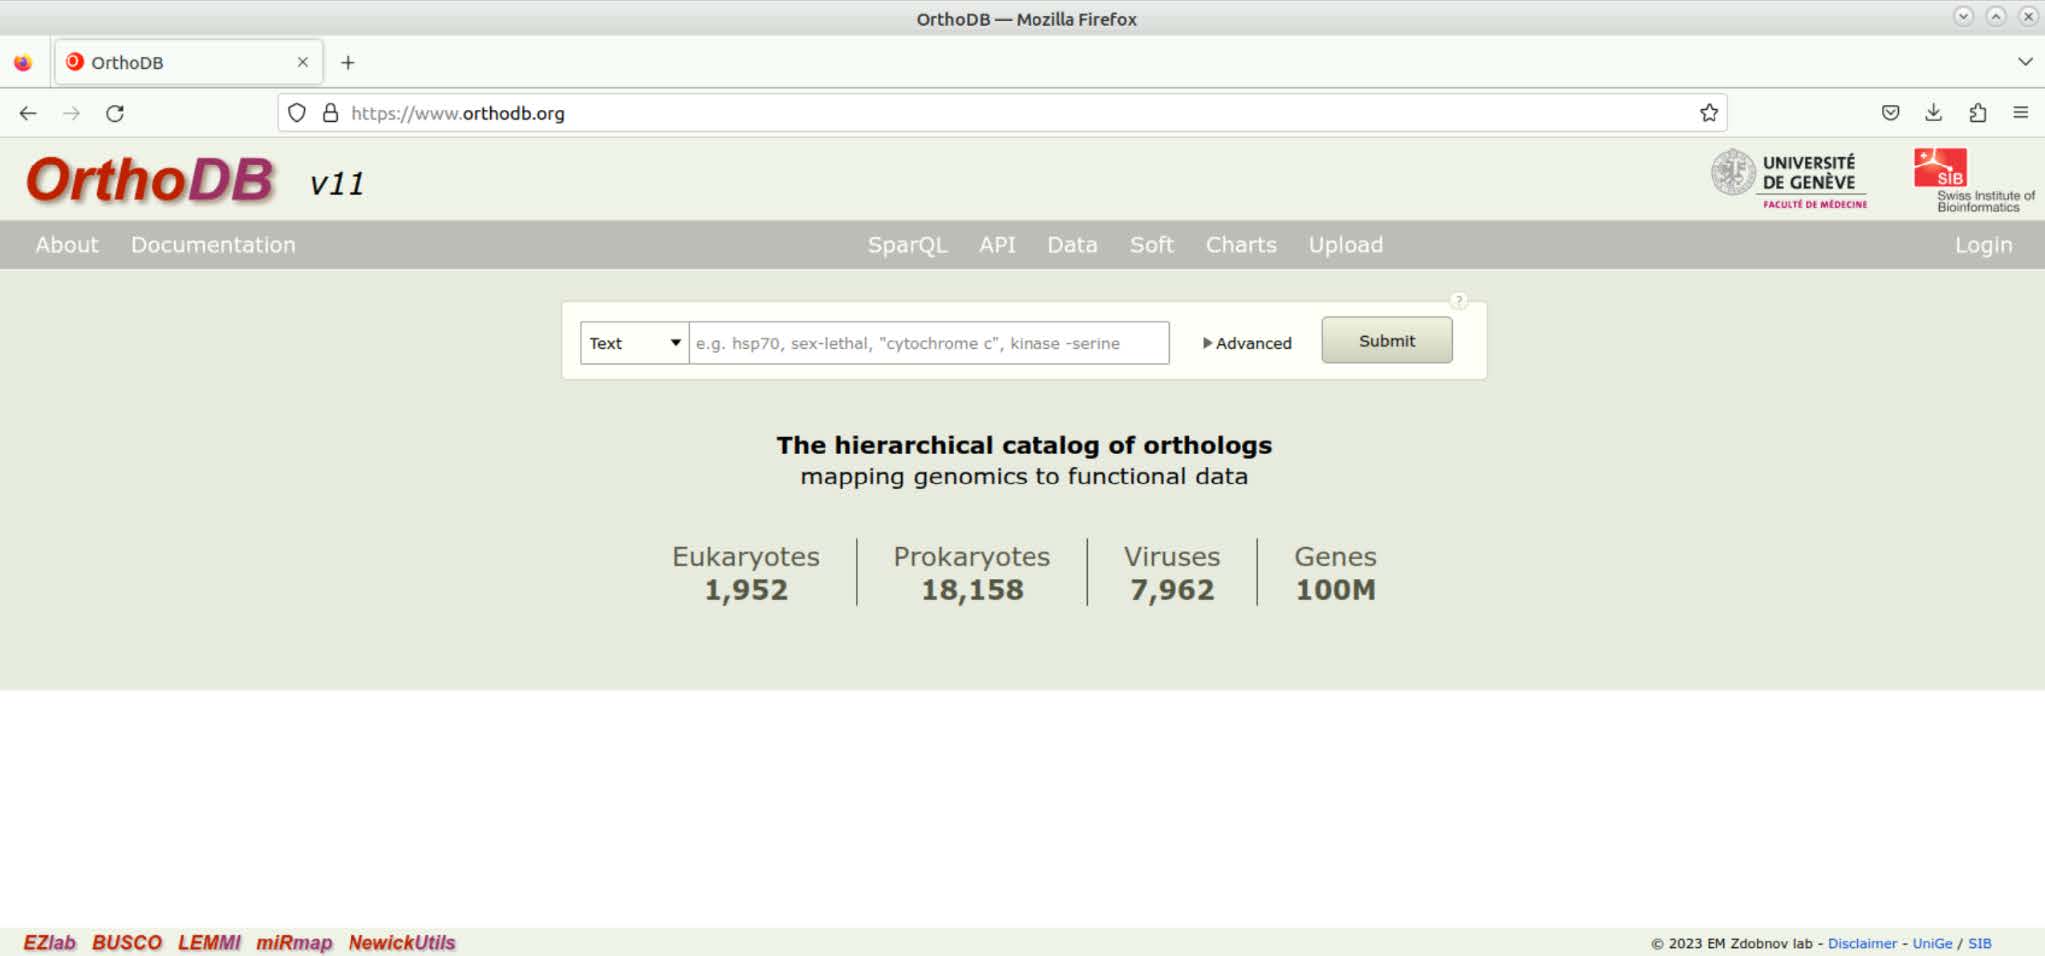 OrthoDB — Mozilla Firefox
OrthoDB
https://www.orthodb.org
OrthoDB v11
UNIVERSITÉ
DE GENÈVE
FACULTÉ DE MÉDECINE
SIB
Swiss Institute of
Bioinformatics
About Documentation SparQL API Data Soft Charts Upload Login
?
Text e.g. hsp70, sex-lethal, "cytochrome c", kinase -serine Advanced Submit
The hierarchical catalog of orthologs
mapping genomics to functional data
Eukaryotes Prokaryotes Viruses Genes
1,952 18,158 7,962 100M
EZlab BUSCO LEMMI miRmap NewickUtils © 2023 EM Zdobnov lab - Disclaimer - UniGe / SIB